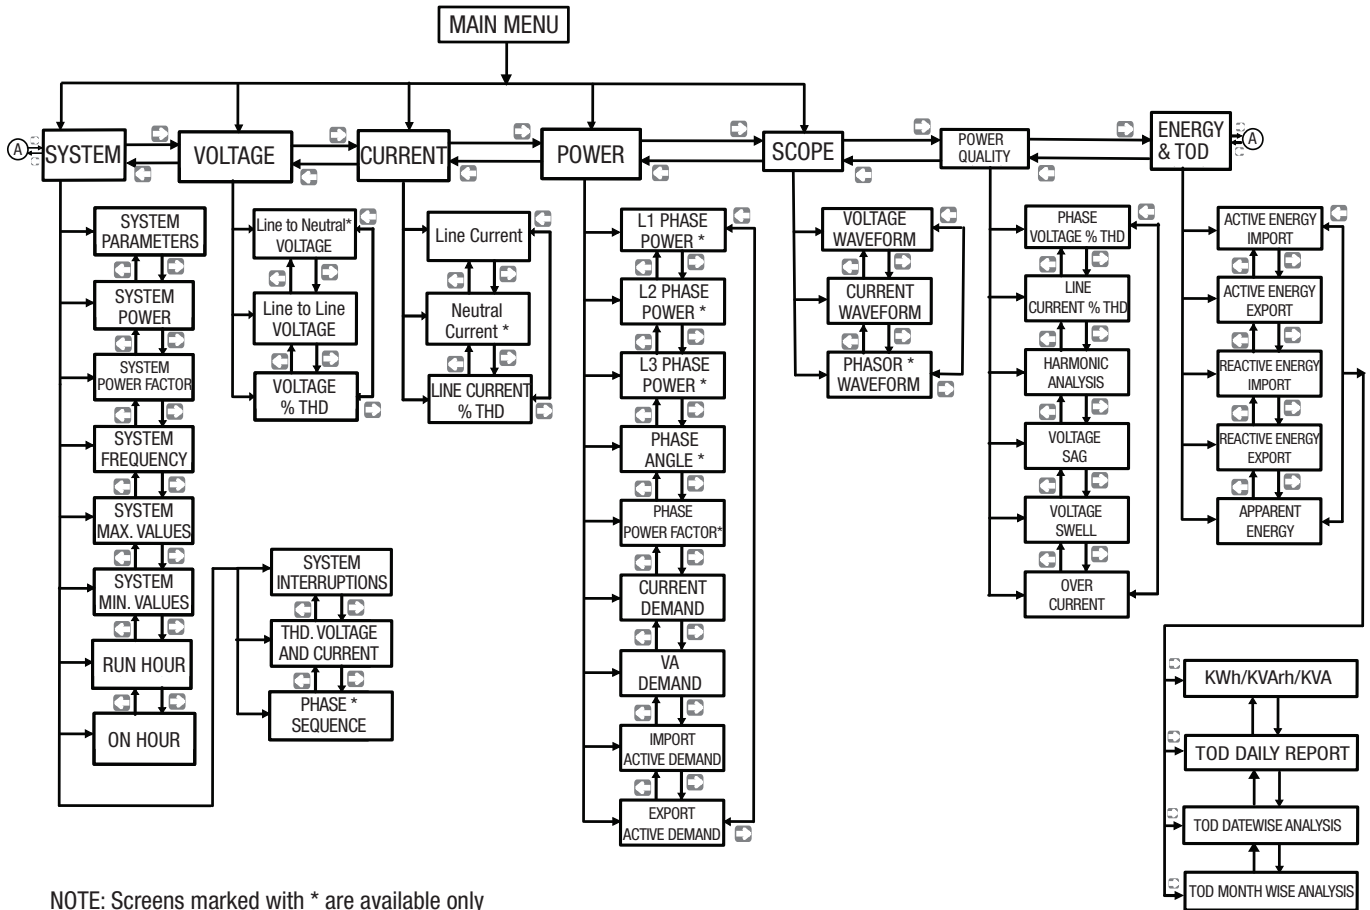 MAIN MENU
A
SYSTEM
VOLTAGE
CURRENT
POWER
SCOPE
POWER
QUALITY
ENERGY
& TOD
A
SYSTEM
PARAMETERS
SYSTEM
POWER
SYSTEM
POWER FACTOR
SYSTEM
FREQUENCY
SYSTEM
MAX. VALUES
SYSTEM
MIN. VALUES
RUN HOUR
ON HOUR
SYSTEM
INTERRUPTIONS
THD. VOLTAGE
AND CURRENT
PHASE *
SEQUENCE
Line to Neutral*
VOLTAGE
Line to Line
VOLTAGE
VOLTAGE
% THD
Line Current
Neutral
Current *
LINE CURRENT
% THD
L1 PHASE
POWER *
L2 PHASE
POWER *
L3 PHASE
POWER *
PHASE
ANGLE *
PHASE
POWER FACTOR*
CURRENT
DEMAND
VA
DEMAND
IMPORT
ACTIVE DEMAND
EXPORT
ACTIVE DEMAND
VOLTAGE
WAVEFORM
CURRENT
WAVEFORM
PHASOR *
WAVEFORM
PHASE
VOLTAGE % THD
LINE
CURRENT % THD
HARMONIC
ANALYSIS
VOLTAGE
SAG
VOLTAGE
SWELL
OVER
CURRENT
ACTIVE ENERGY
IMPORT
ACTIVE ENERGY
EXPORT
REACTIVE ENERGY
IMPORT
REACTIVE ENERGY
EXPORT
APPARENT
ENERGY
KWh/KVArh/KVA
TOD DAILY REPORT
TOD DATEWISE ANALYSIS
TOD MONTH WISE ANALYSIS
NOTE: Screens marked with * are available only